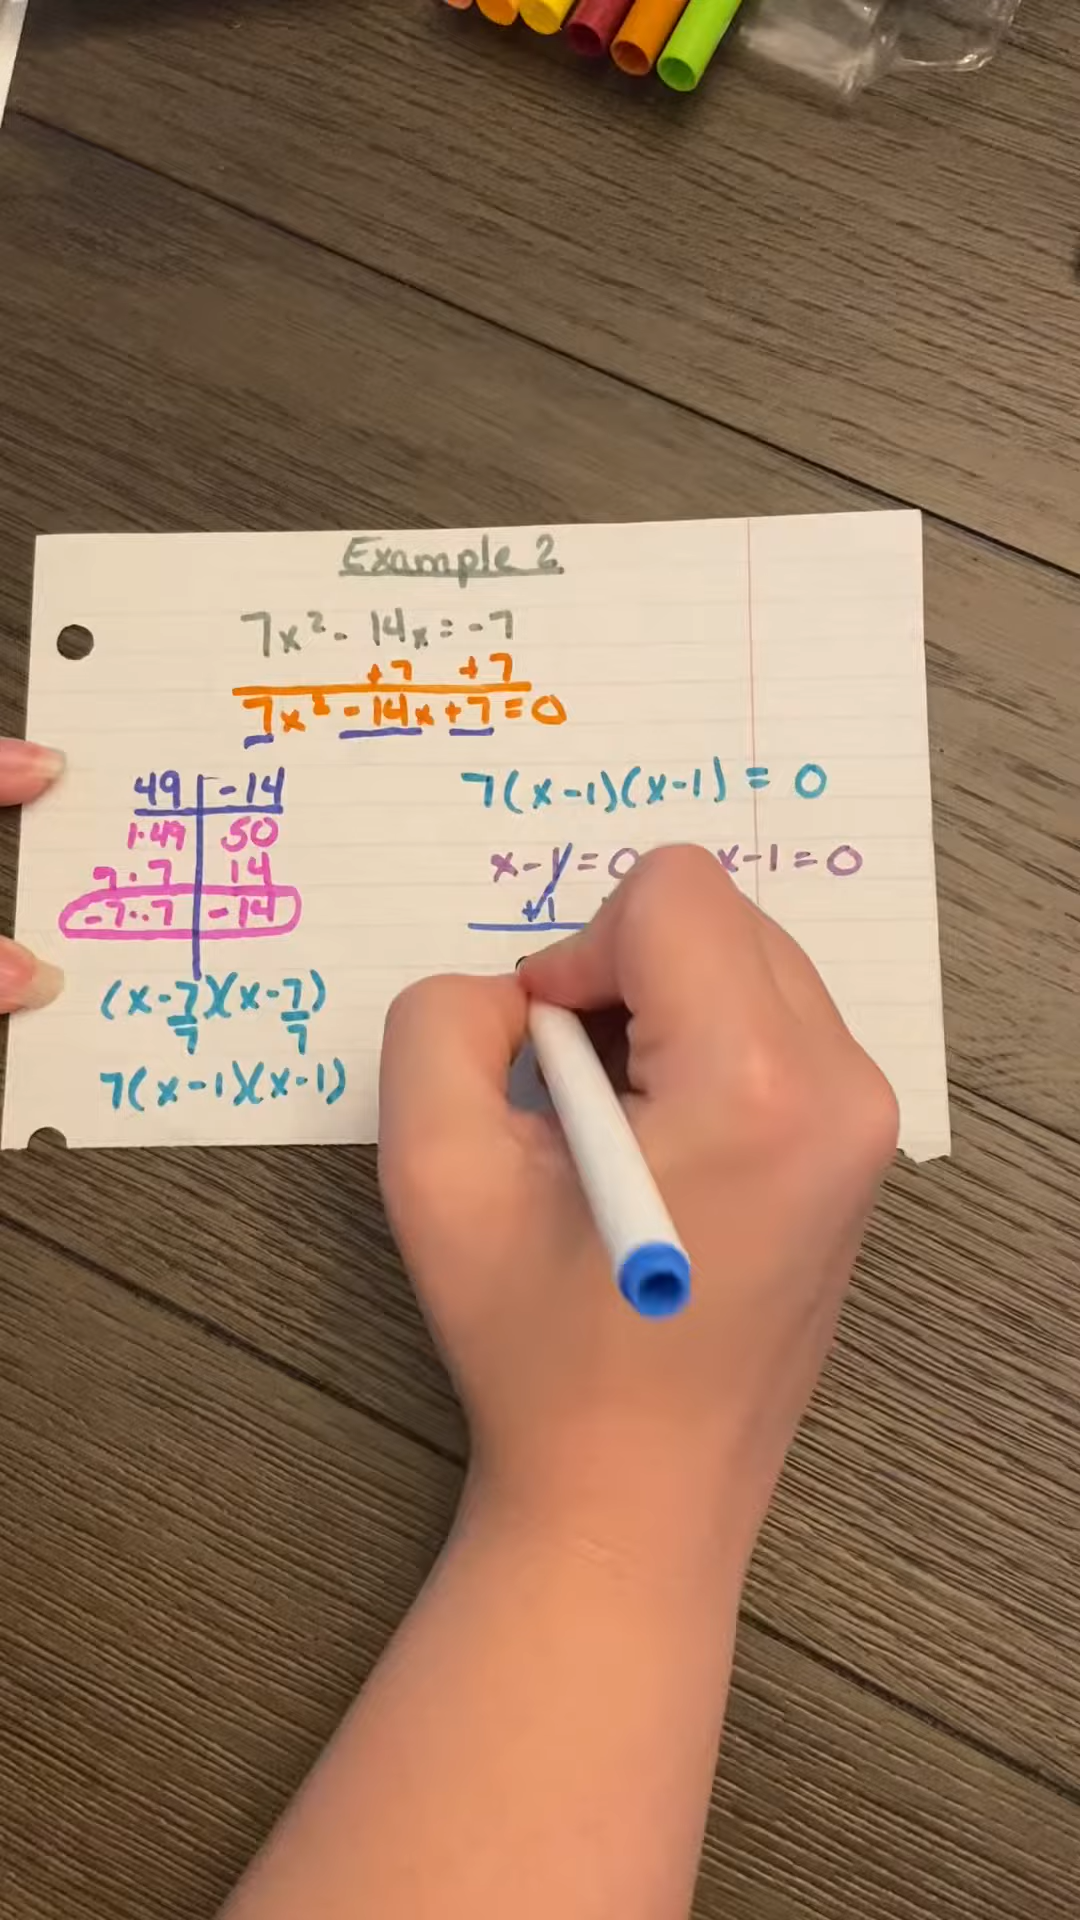 Example 2
7x² - 14x = -7
+7 +7
7x² - 14x + 7 = 0
49 | -14
1·49 | 50
7·7 | 14
-7·-7 | -14
(x - 7/7)(x - 7/7)
7(x-1)(x-1)
7(x-1)(x-1) = 0
x-1=0 x-1=0
+1